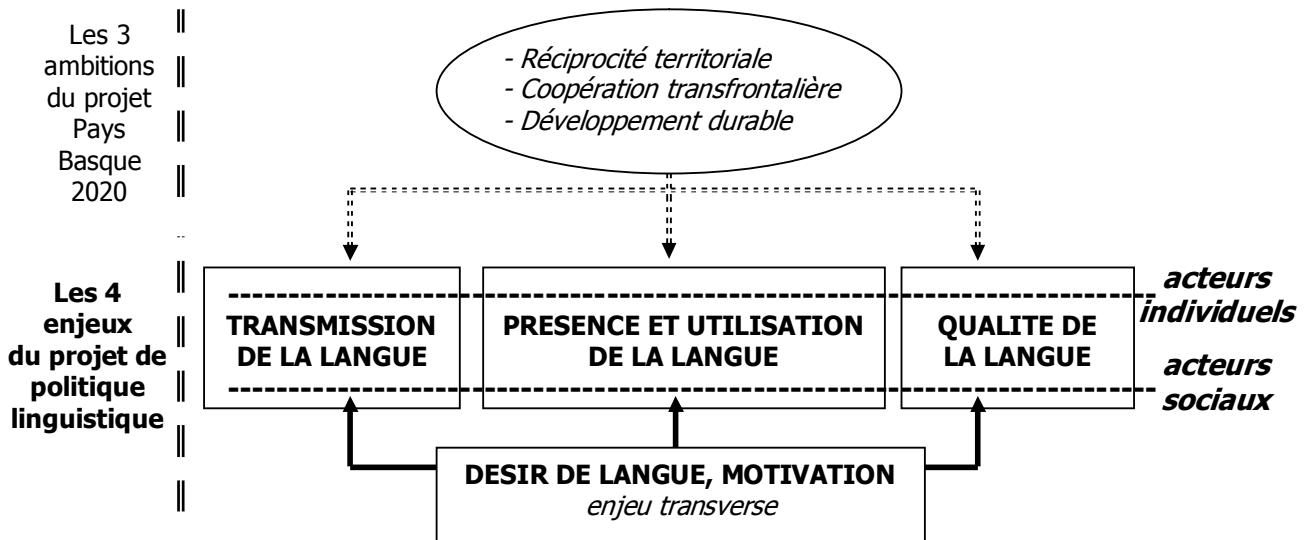 Les 3
ambitions
du projet
Pays
Basque
2020
- Réciprocité territoriale
- Coopération transfrontalière
- Développement durable
Les 4
enjeux
du projet de
politique
linguistique
TRANSMISSION
DE LA LANGUE
PRESENCE ET UTILISATION
DE LA LANGUE
QUALITE DE
LA LANGUE
acteurs
individuels
acteurs
sociaux
DESIR DE LANGUE, MOTIVATION
enjeu transverse